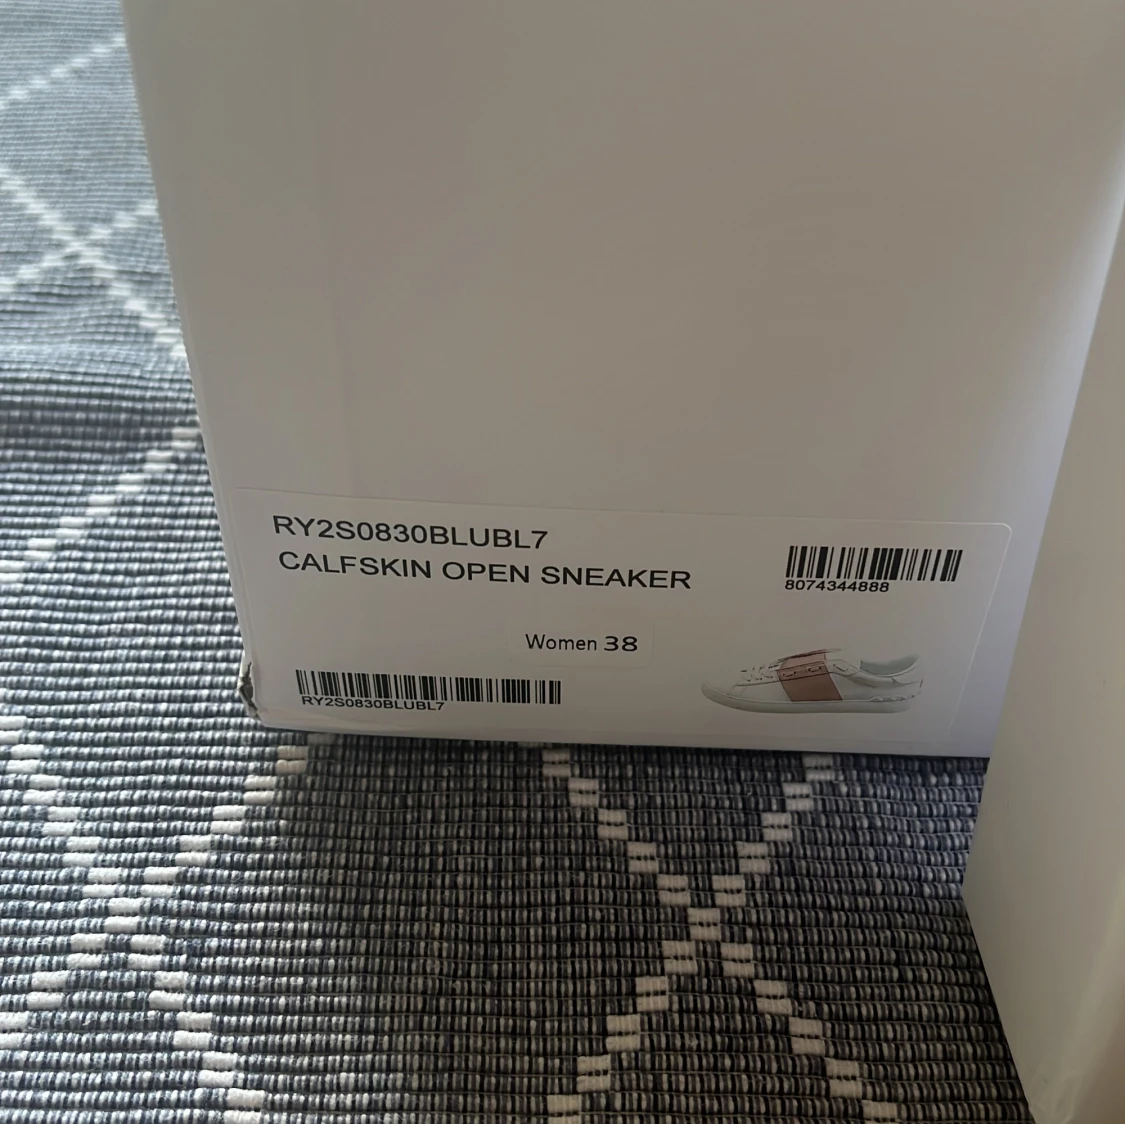 RY2S0830BLUBL7
CALFSKIN OPEN SNEAKER
8074344888
Women 38
RY2S0830BLUBL7